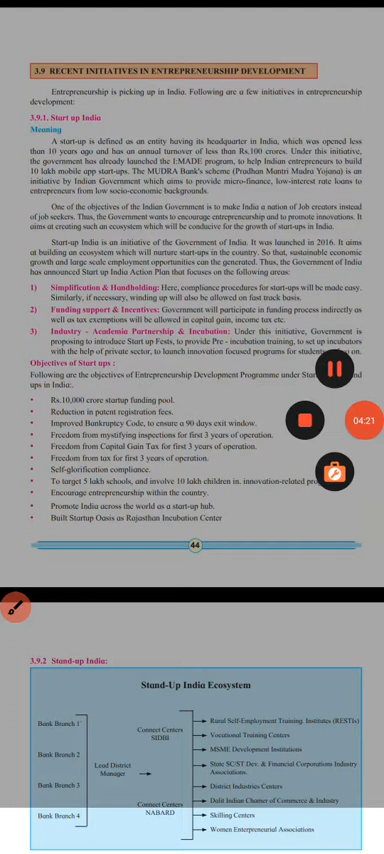 3.9 RECENT INITIATIVES IN ENTREPRENEURSHIP DEVELOPMENT
Entrepreneurship is picking up in India. Following are a few initiatives in entrepreneurship
development:
3.9.1. Start up India
Meaning
A start-up is defined as an entity having its headquarter in India, which was opened less
than 10 years ago and has an annual turnover of less than Rs.100 crores. Under this initiative,
the government has already launched the I:MADE program, to help Indian entrepreneurs to build
10 lakh mobile app start-ups. The MUDRA Bank's scheme (Pradhan Mantri Mudra Yojana) is an
initiative by Indian Government which aims to provide micro-finance, low-interest rate loans to
entrepreneurs from low socio-economic backgrounds.
One of the objectives of the Indian Government is to make India a nation of Job creators instead
of job seekers. Thus, the Government wants to encourage entrepreneurship and to promote innovations. It
aims at creating such an ecosystem which will be conducive for the growth of start-ups in India.
Start-up India is an initiative of the Government of India. It was launched in 2016. It aims
at building an ecosystem which will nurture start-ups in the country. So that, sustainable economic
growth and large scale employment opportunities can the generated. Thus, the Government of India
has announced Start up India Action Plan that focuses on the following areas:
1) Simplification & Handholding: Here, compliance procedures for start-ups will be made easy.
Similarly, if necessary, winding up will also be allowed on fast track basis.
2) Funding support & Incentives: Government will participate in funding process indirectly as
well as tax exemptions will be allowed in capital gain, income tax etc.
3) Industry - Academia Partnership & Incubation: Under this initiative, Government is
proposing to introduce Start up Fests, to provide Pre - incubation training, to set up incubators
with the help of private sector, to launch innovation focused programs for students on.
Objectives of Start ups :
Following are the objectives of Entrepreneurship Development Programme under
ups in India:.
• Rs.10,000 crore startup funding pool.
• Reduction in patent registration fees.
• Improved Bankruptcy Code, to ensure a 90 days exit window.
• Freedom from mystifying inspections for first 3 years of operation.
• Freedom from Capital Gain Tax for first 3 years of operation.
• Freedom from tax for first 3 years of operation.
• Self-glorification compliance.
• To target 5 lakh schools, and involve 10 lakh children in. innovation-related
• Encourage entrepreneurship within the country.
• Promote India across the world as a start-up hub.
• Built Startup Oasis as Rajasthan Incubation Center
04:21
44
3.9.2 Stand-up India:
Stand-Up India Ecosystem
Bank Branch 1
Bank Branch 2
Bank Branch 3
Bank Branch 4
Lead District
Manager
Connect Centers
SIDBI
Connect Centers
NABARD
Rural Self-Employment Training. Institutes (RESTIs)
Vocational Training Centers
MSME Development Institutions
State SC/ST Dev. & Financial Corporations Industry
Associations.
District Industries Centers
Dalit Indian Chamer of Commerce & Industry
Skilling Centers
Women Enterpreneurial Associations